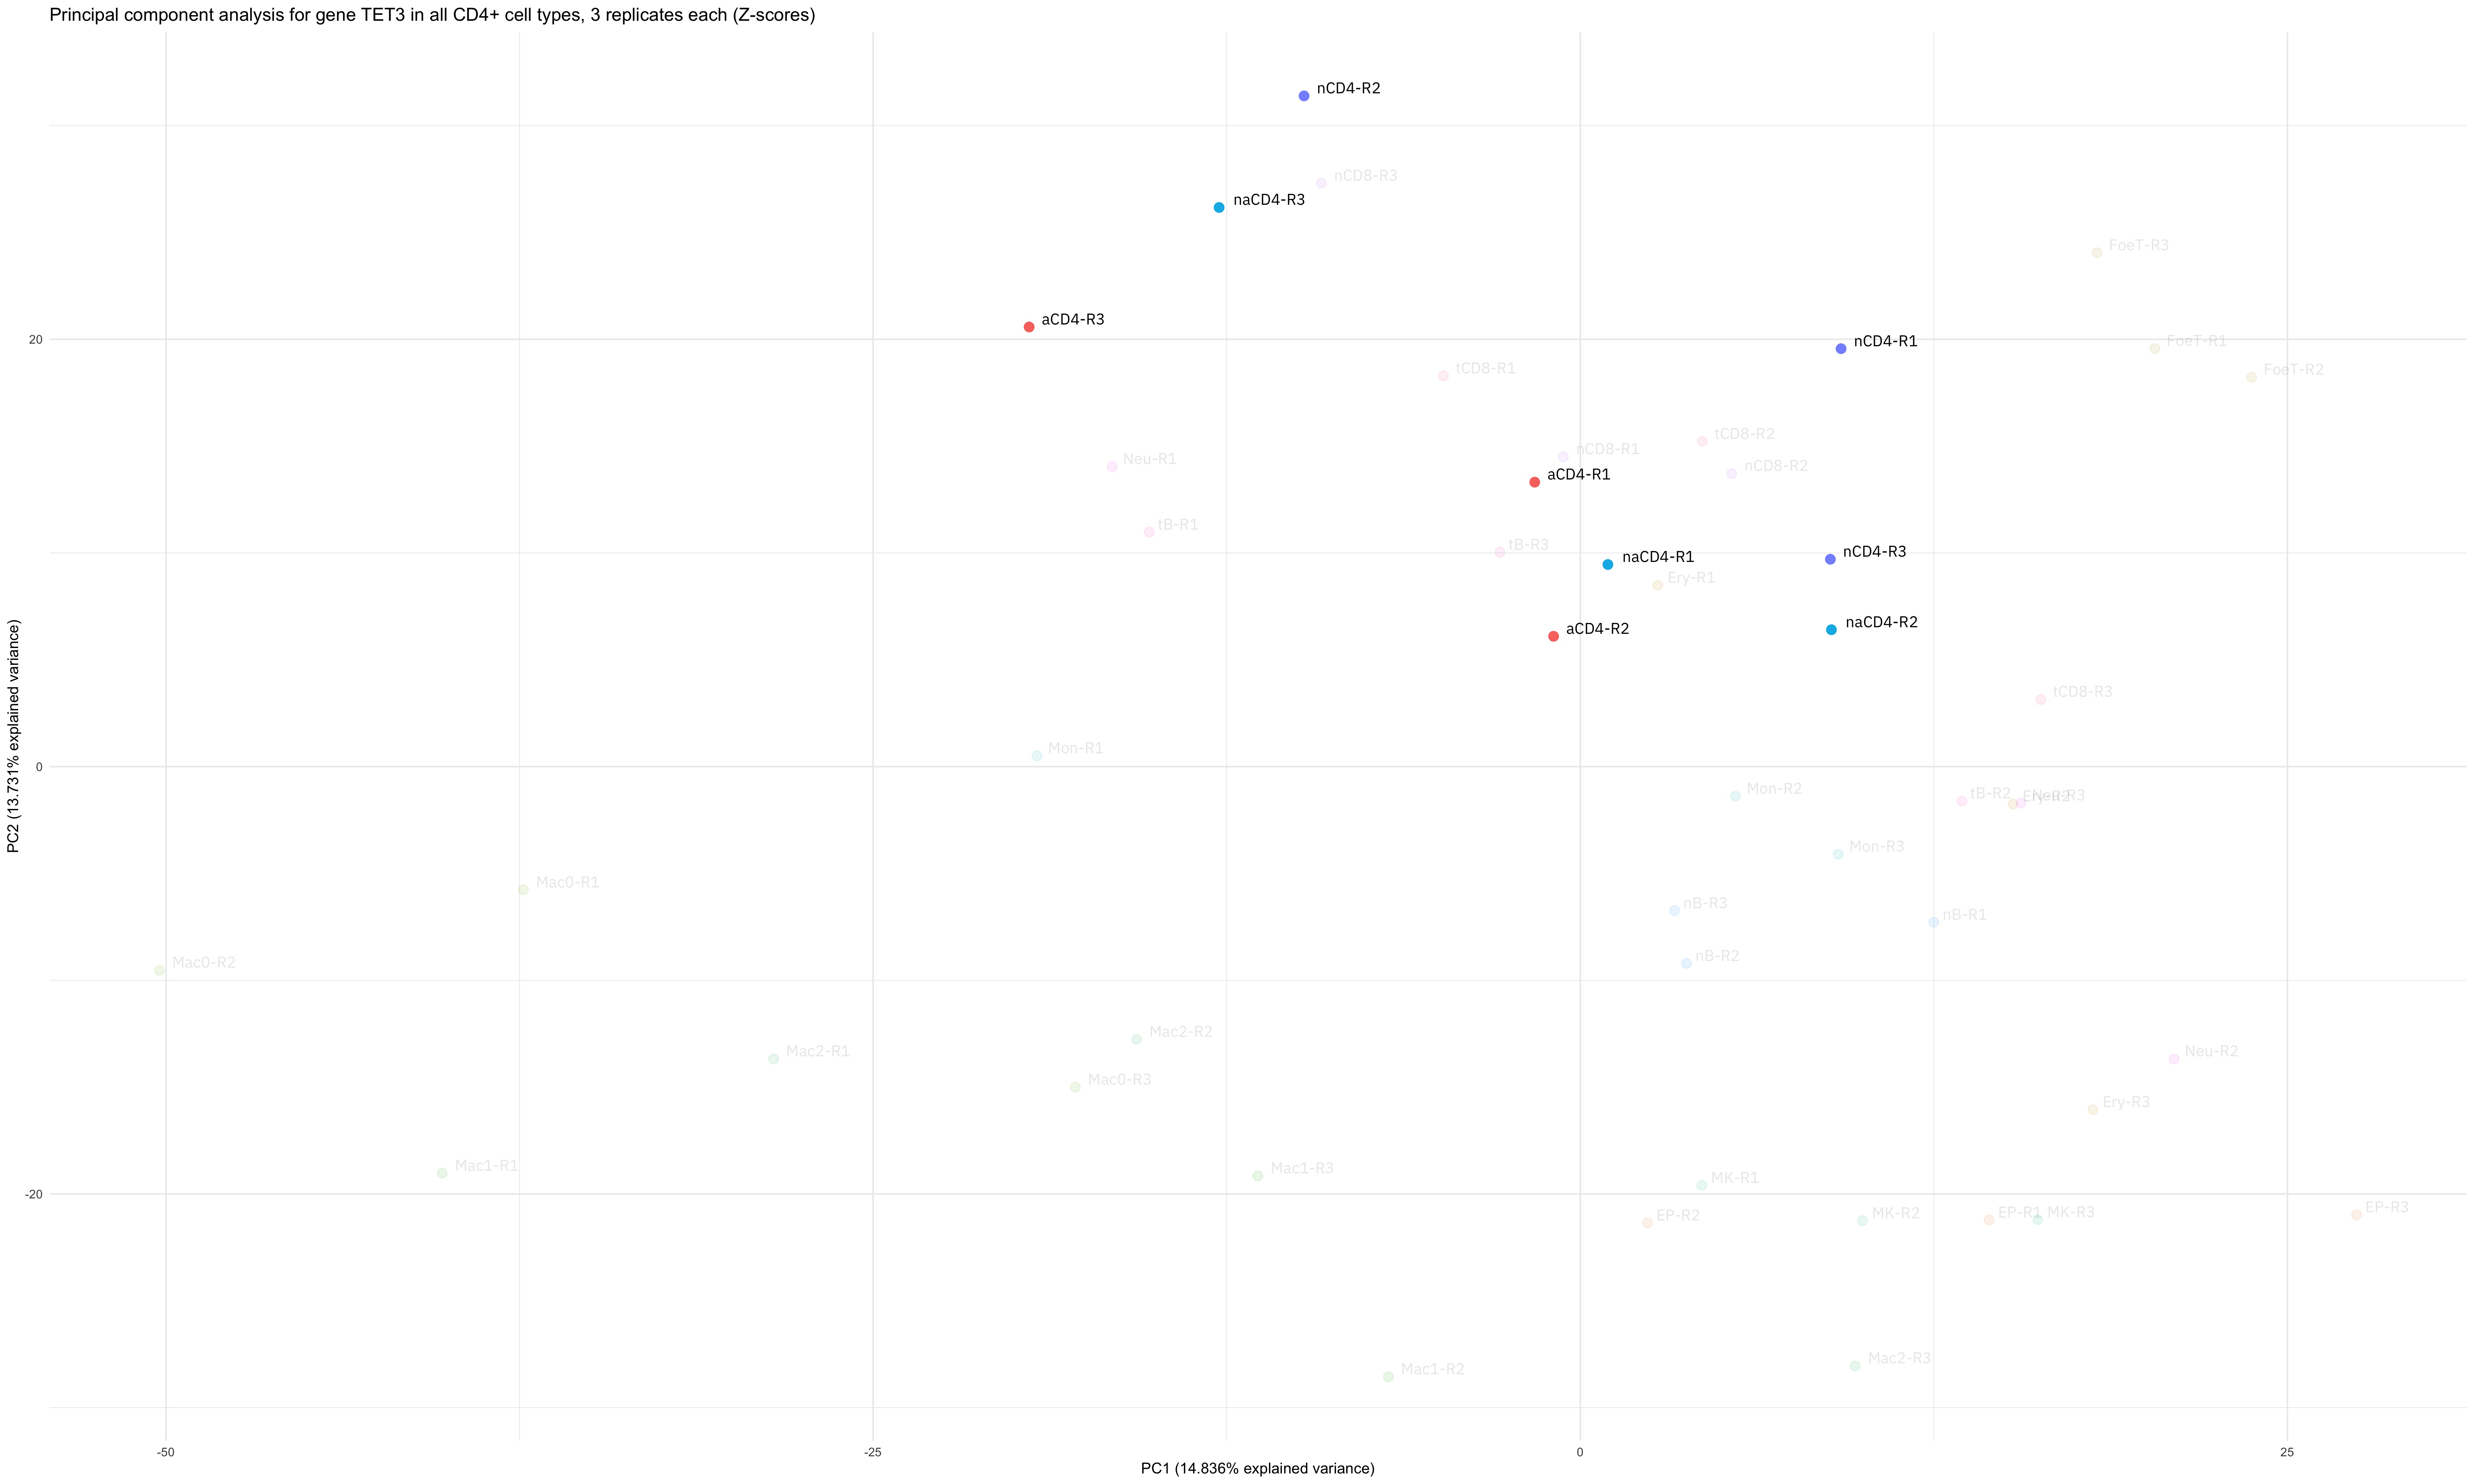 Principal component analysis for gene TET3 in all CD4+ cell types, 3 replicates each (Z-scores)
nCD4-R2
nCD8-R3
naCD4-R3
FoeT-R3
aCD4-R3
20
nCD4-R1
FoeT-R1
tCD8-R1
FoeT-R2
tCD8-R2
nCD8-R1
Neu-R1
nCD8-R2
aCD4-R1
tB-R1
tB-R3
nCD4-R3
naCD4-R1
Ery-R1
naCD4-R2
aCD4-R2
tCD8-R3
PC2 (13.731% explained variance)
Mon-R1
0
Mon-R2
tB-R2
Ery-R2
Neu-R3
Mon-R3
Mac0-R1
nB-R3
nB-R1
nB-R2
Mac0-R2
Mac2-R2
Mac2-R1
Neu-R2
Mac0-R3
Ery-R3
Mac1-R1
Mac1-R3
MK-R1
-20
EP-R3
EP-R2
MK-R2
EP-R1
MK-R3
Mac2-R3
Mac1-R2
-50
-25
0
25
PC1 (14.836% explained variance)